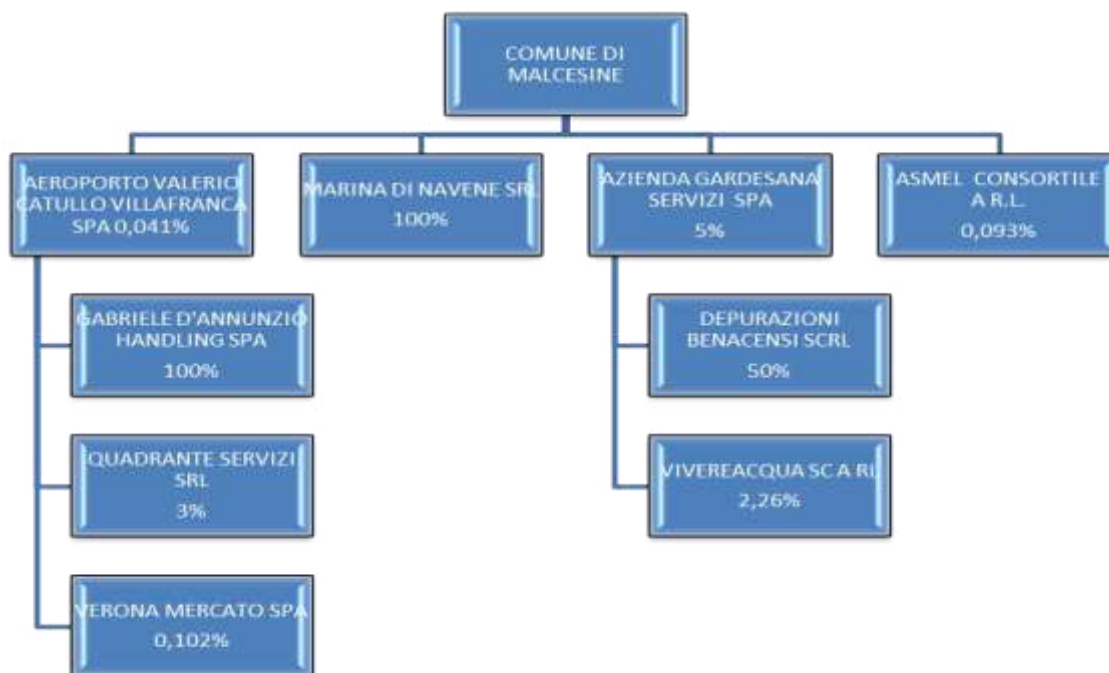 COMUNE DI
MALCESINE
AEROPORTO VALERIO
CATULLO VILLAFRANCA
SPA 0,041%
MARINA DI NAVENE SRL
100%
AZIENDA GARDESANA
SERVIZI SPA
5%
ASMEL CONSORTILE
A R.L.
0,093%
GABRIELE D'ANNUNZIO
HANDLING SPA
100%
QUADRANTE SERVIZI
SRL
3%
VERONA MERCATO SPA
0,102%
DEPURAZIONI
BENACENSI SCRL
50%
VIVEREACQUA SC A RL
2,26%